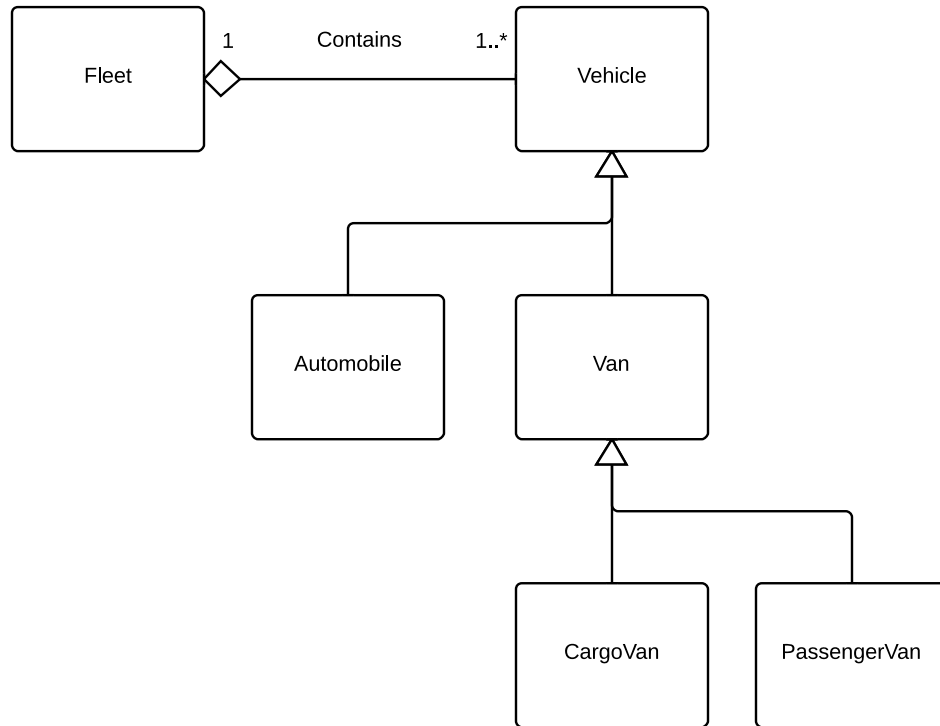 1
Contains
1..*
Fleet
Vehicle
Automobile
Van
CargoVan
PassengerVan